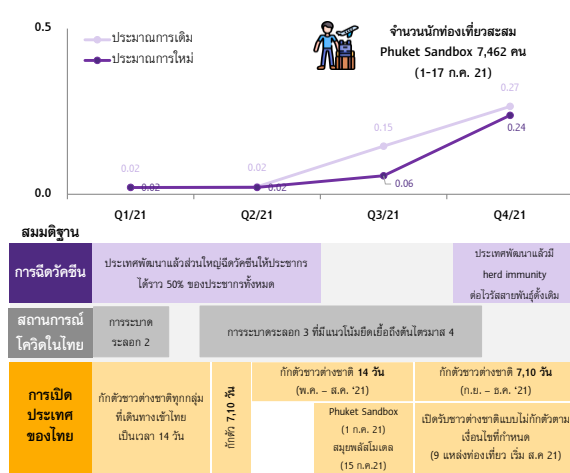 0.5
ประมาณการเดิม
ประมาณการใหม่
จำนวนนักท่องเที่ยวสะสม
Phuket Sandbox 7,462 คน
(1-17 ก.ค. 21)
0.27
0.24
0.15
0.06
0.02
0.02
0.02
0.02
0.0
Q1/21
Q2/21
Q3/21
Q4/21
สมมติฐาน
การฉีดวัคซีน
ประเทศพัฒนาแล้วส่วนใหญ่ฉีดวัคซีนให้ประชากร
ได้ราว 50% ของประชากรทั้งหมด
ประเทศพัฒนาแล้วมี
herd immunity
ต่อไวรัสสายพันธุ์ดั้งเดิม
สถานการณ์
โควิดในไทย
การระบาด
ระลอก 2
การระบาดระลอก 3 ที่มีแนวโน้มยืดเยื้อถึงต้นไตรมาส 4
การเปิด
ประเทศ
ของไทย
กักตัวชาวต่างชาติทุกกลุ่ม
ที่เดินทางเข้าไทย
เป็นเวลา 14 วัน
กักตัว 7,10 วัน
กักตัวชาวต่างชาติ 14 วัน
(พ.ค. – ส.ค. ‘21)
กักตัวชาวต่างชาติ 7,10 วัน
(ก.ย. – ธ.ค. ‘21)
Phuket Sandbox
(1 ก.ค. 21)
สมุยพลัสโมเดล
(15 ก.ค.21)
เปิดรับชาวต่างชาติแบบไม่กักตัวตาม
เงื่อนไขที่กำหนด
(9 แหล่งท่องเที่ยว เริ่ม ส.ค 21)